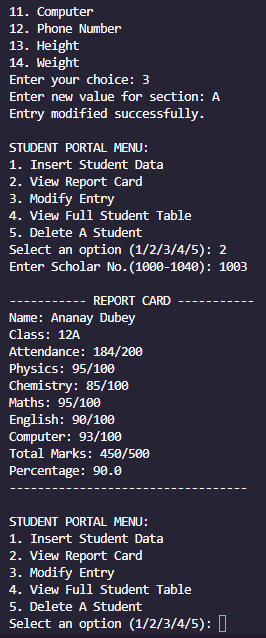 11. Computer
12. Phone Number
13. Height
14. Weight
Enter your choice: 3
Enter new value for section: A
Entry modified successfully.
STUDENT PORTAL MENU:
1. Insert Student Data
2. View Report Card
3. Modify Entry
4. View Full Student Table
5. Delete A Student
Select an option (1/2/3/4/5): 2
Enter Scholar No.(1000-1040): 1003
----------- REPORT CARD -----------
Name: Ananay Dubey
Class: 12A
Attendance: 184/200
Physics: 95/100
Chemistry: 85/100
Maths: 95/100
English: 90/100
Computer: 93/100
Total Marks: 450/500
Percentage: 90.0
-----------------------------------
STUDENT PORTAL MENU:
1. Insert Student Data
2. View Report Card
3. Modify Entry
4. View Full Student Table
5. Delete A Student
Select an option (1/2/3/4/5):